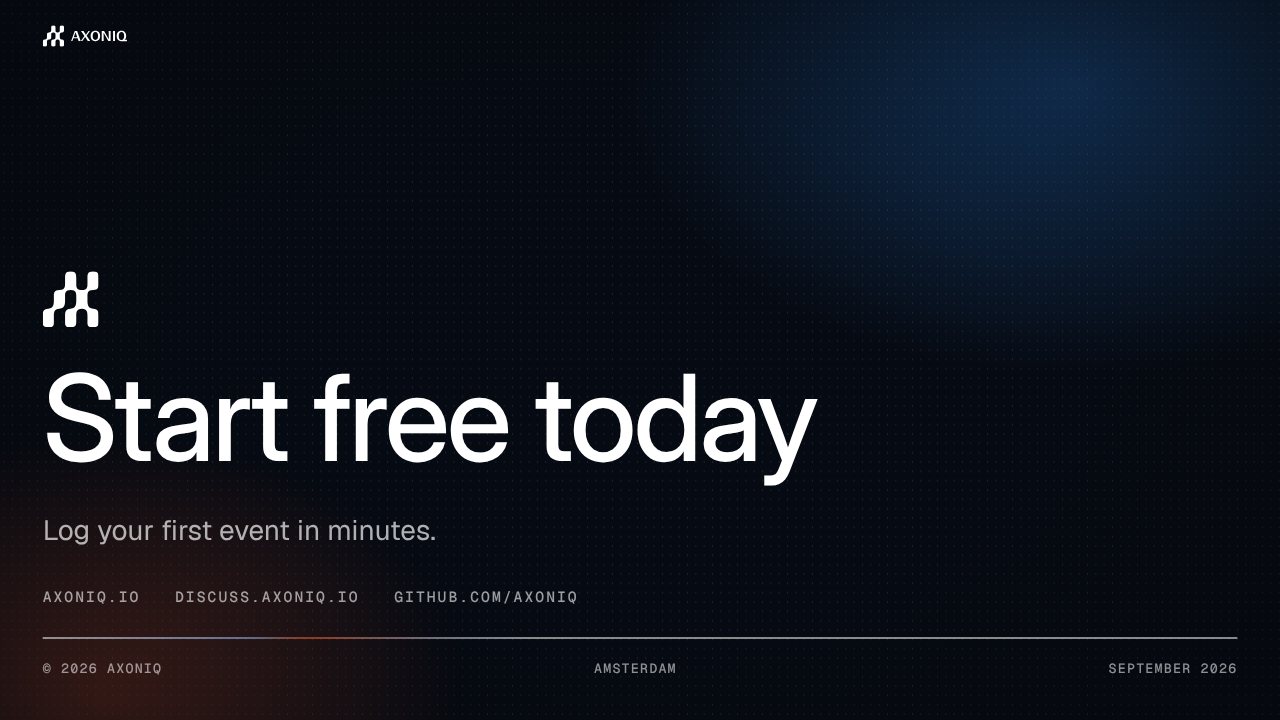 AXONIQ
Start free today
Log your first event in minutes.
AXONIQ.IO DISCUSS.AXONIQ.IO GITHUB.COM/AXONIQ
© 2026 AXONIQ AMSTERDAM SEPTEMBER 2026